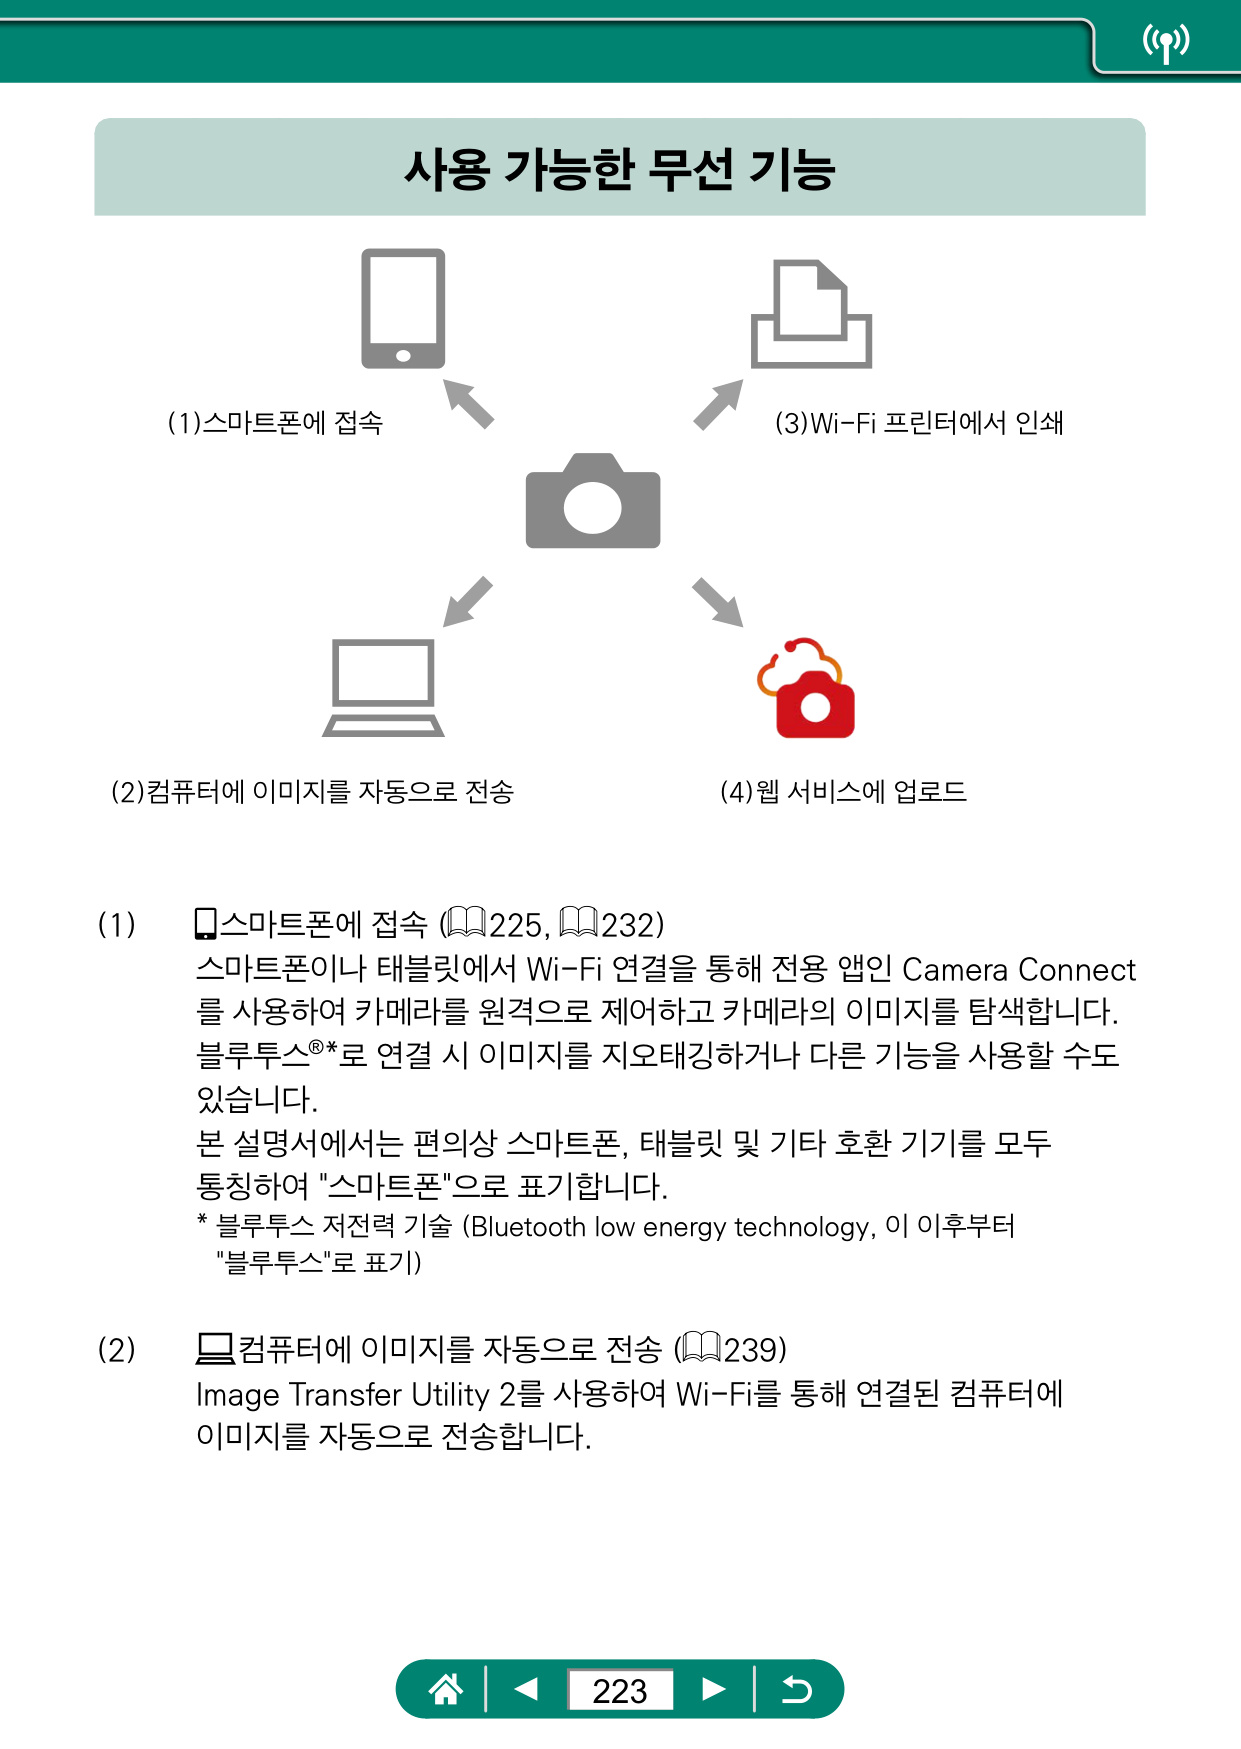 사용 가능한 무선 기능
(1)스마트폰에 접속
(3)Wi-Fi 프린터에서 인쇄
(2)컴퓨터에 이미지를 자동으로 전송
(4)웹 서비스에 업로드
(1) 스마트폰에 접속 (225, 232)
스마트폰이나 태블릿에서 Wi-Fi 연결을 통해 전용 앱인 Camera Connect
를 사용하여 카메라를 원격으로 제어하고 카메라의 이미지를 탐색합니다.
블루투스®*로 연결 시 이미지를 지오태깅하거나 다른 기능을 사용할 수도
있습니다.
본 설명서에서는 편의상 스마트폰, 태블릿 및 기타 호환 기기를 모두
통칭하여 "스마트폰"으로 표기합니다.
* 블루투스 저전력 기술 (Bluetooth low energy technology, 이 이후부터
"블루투스"로 표기)
(2) 컴퓨터에 이미지를 자동으로 전송 (239)
Image Transfer Utility 2를 사용하여 Wi-Fi를 통해 연결된 컴퓨터에
이미지를 자동으로 전송합니다.
223